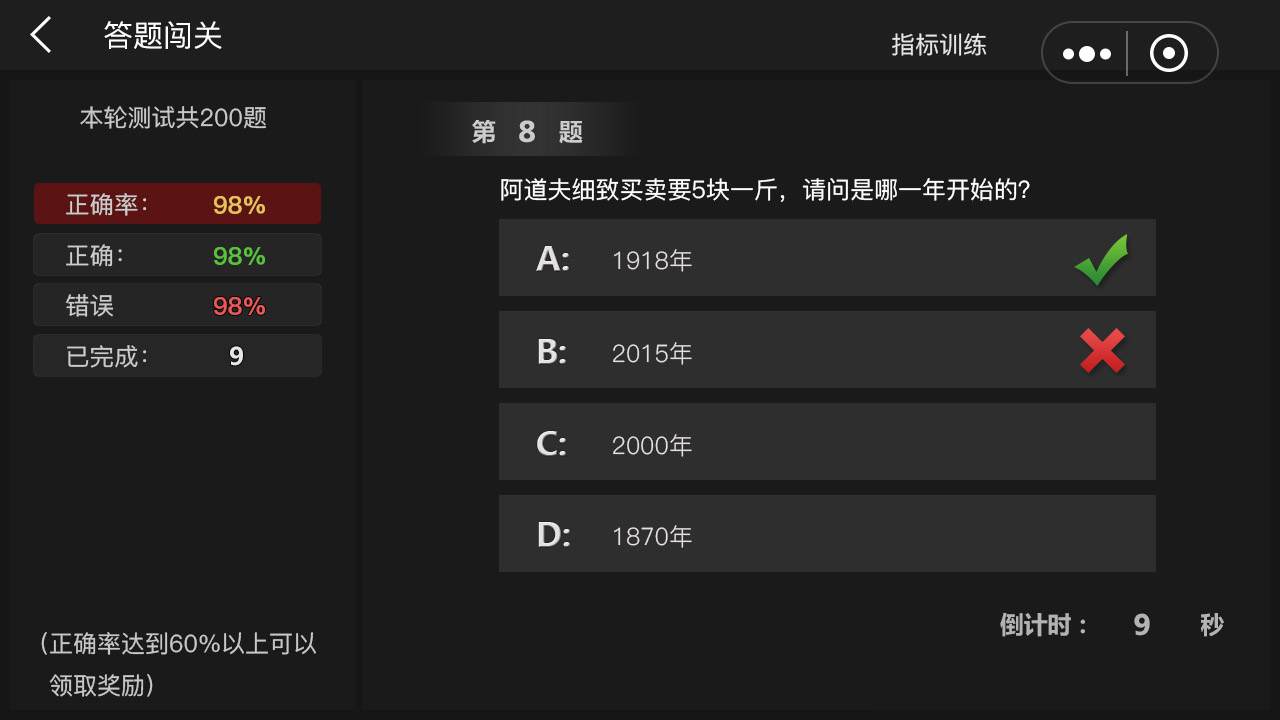 答题闯关
指标训练
本轮测试共200题
正确率： 98%
正确： 98%
错误 98%
已完成： 9
（正确率达到60%以上可以
领取奖励）
第 8 题
阿道夫细致买卖要5块一斤，请问是哪一年开始的？
A: 1918年
B: 2015年
C: 2000年
D: 1870年
倒计时： 9 秒